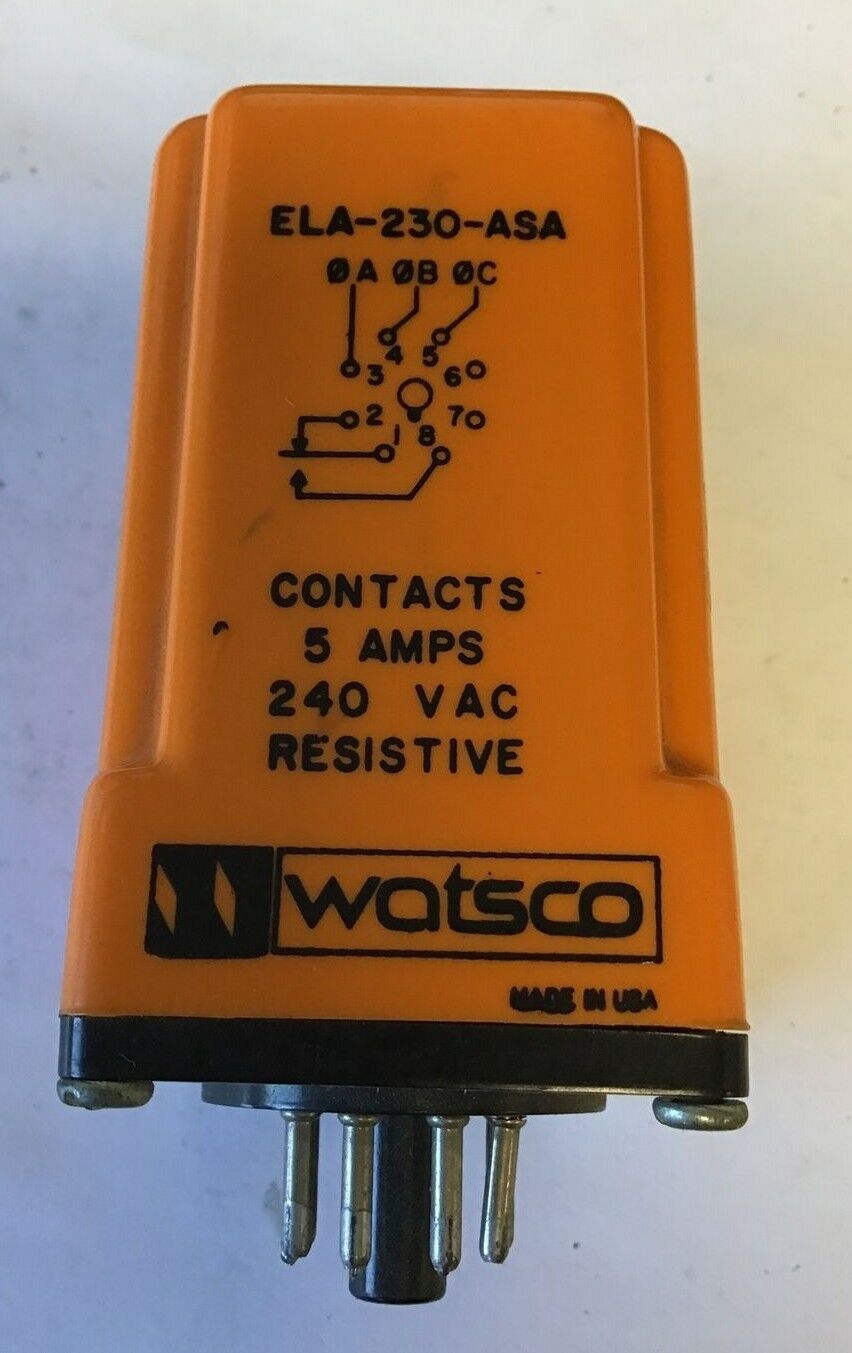 ELA-230-ASA
ØA ØB ØC
4 5
3 6
2 7
1 8
CONTACTS
5 AMPS
240 VAC
RESISTIVE
Watsco
MADE IN USA